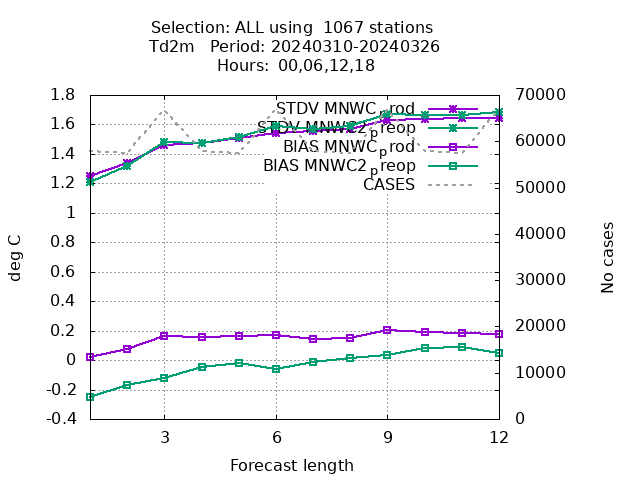 Selection: ALL using  1067 stations
Td2m   Period: 20240310-20240326
Hours:  00,06,12,18
STDV MNWC_prod
STDV MNWC2_preop
BIAS MNWC_prod
BIAS MNWC2_preop
CASES
1.8
1.6
1.4
1.2
1
0.8
0.6
0.4
0.2
0
-0.2
-0.4
deg C
70000
60000
50000
40000
30000
20000
10000
0
No cases
3 6 9 12
Forecast length